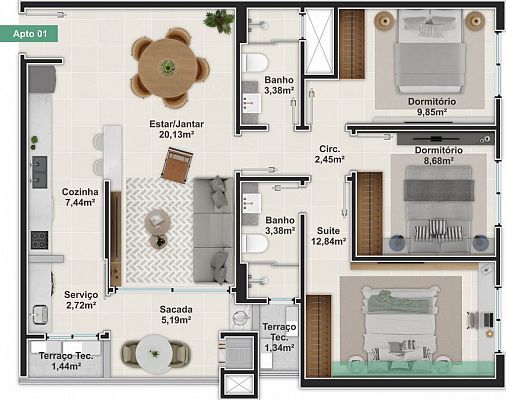 Apto 01
Banho
3,38m²
Dormitório
9,85m²
Estar/Jantar
20,13m²
Circ.
2,45m²
Dormitório
8,68m²
Cozinha
7,44m²
Banho
3,38m²
Suíte
12,84m²
Serviço
2,72m²
Sacada
5,19m²
Terraço Tec.
1,44m²
Terraço
Tec.
1,34m²